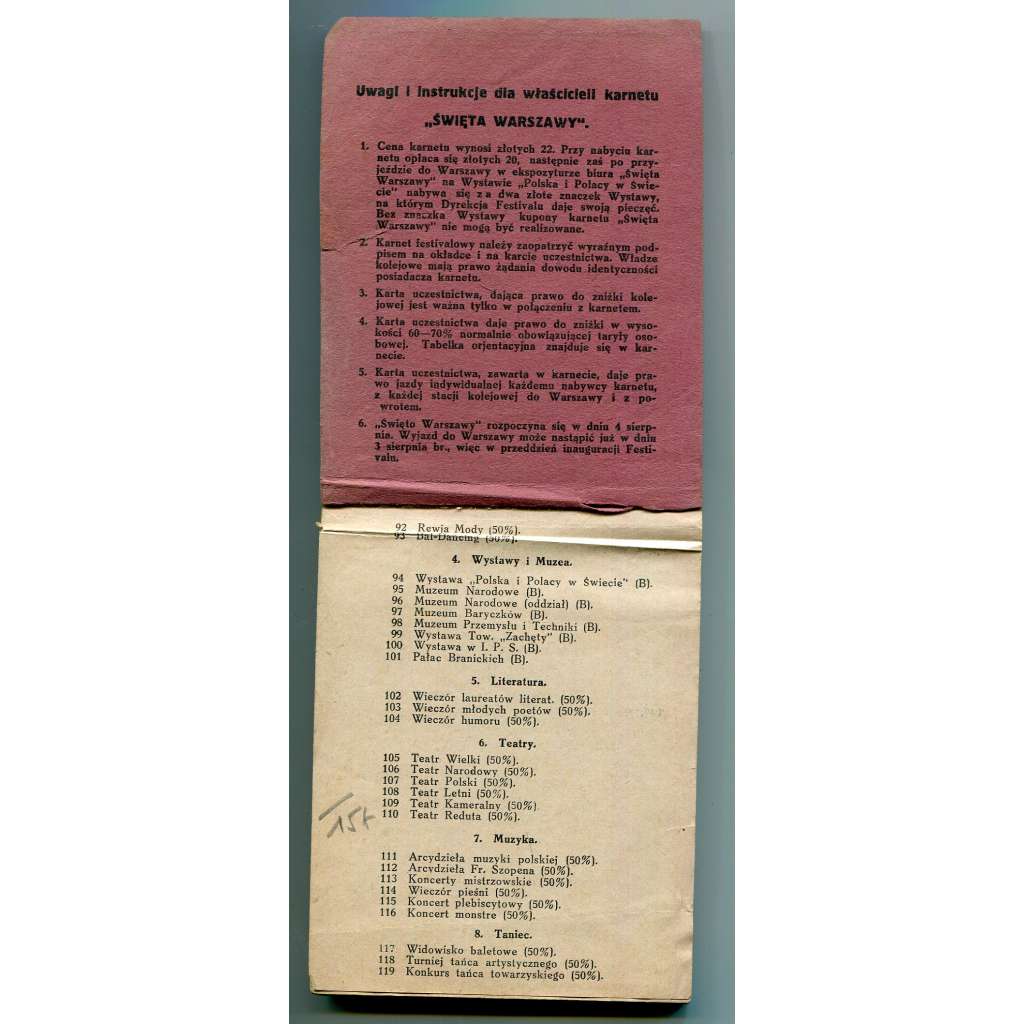 Uwagi i instrukcje dla właścicieli karnetu
„ŚWIĘTA WARSZAWY".
1. Cena karnetu wynosi złotych 22. Przy nabyciu kar-
netu opłaca się złotych 20, następnie zaś po przy-
jeździe do Warszawy w ekspozyturze biura „Święta
Warszawy" na Wystawie „Polska i Polacy w Świe-
cie" nabywa się za dwa złote znaczek Wystawy,
na którym Dyrekcja Festivalu daje swoją pieczęć.
Bez znaczka Wystawy kupony karnetu „Święta
Warszawy" nie mogą być realizowane.
2. Karnet festivalowy należy zaopatrzyć wyraźnym pod-
pisem na okładce i na karcie uczestnictwa. Władze
kolejowe mają prawo żądania dowodu identyczności
posiadacza karnetu.
3. Karta uczestnictwa, dająca prawo do zniżki kole-
jowej jest ważna tylko w połączeniu z karnetem.
4. Karta uczestnictwa daje prawo do zniżki w wyso-
kości 60—70% normalnie obowiązującej taryfy oso-
bowej. Tabelka orjentacyjna znajduje się w kar-
necie.
5. Karta uczestnictwa, zawarta w karnecie, daje pra-
wo jazdy indywidualnej każdemu nabywcy karnetu,
z każdej stacji kolejowej do Warszawy i z po-
wrotem.
6. „Święto Warszawy" rozpoczyna się w dniu 4 sierp-
nia. Wyjazd do Warszawy może nastąpić już w dniu
3 sierpnia br., więc w przeddzień inauguracji Festi-
valu.
92 Rewja Mody (50%).
93 Bal-Dancing (50%).
4. Wystawy i Muzea.
94 Wystawa „Polska i Polacy w Świecie" (B).
95 Muzeum Narodowe (B).
96 Muzeum Narodowe (oddział) (B).
97 Muzeum Baryczków (B).
98 Muzeum Przemysłu i Techniki (B).
99 Wystawa Tow. „Zachęty" (B).
100 Wystawa w I. P. S. (B).
101 Pałac Branickich (B).
5. Literatura.
102 Wieczór laureatów literat. (50%).
103 Wieczór młodych poetów (50%).
104 Wieczór humoru (50%).
6. Teatry.
105 Teatr Wielki (50%).
106 Teatr Narodowy (50%).
107 Teatr Polski (50%).
108 Teatr Letni (50%).
109 Teatr Kameralny (50%)
110 Teatr Reduta (50%).
7. Muzyka.
111 Arcydzieła muzyki polskiej (50%).
112 Arcydzieła Fr. Szopena (50%).
113 Koncerty mistrzowskie (50%).
114 Wieczór pieśni (50%).
115 Koncert plebiscytowy (50%).
116 Koncert monstre (50%).
8. Taniec.
117 Widowisko baletowe (50%).
118 Turniej tańca artystycznego (50%).
119 Konkurs tańca towarzyskiego (50%).